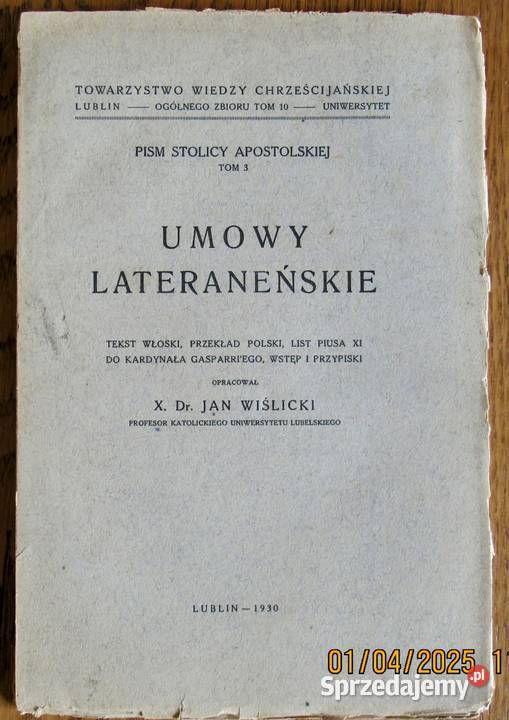 TOWARZYSTWO WIEDZY CHRZEŚCIJAŃSKIEJ
LUBLIN — OGÓLNEGO ZBIORU TOM 10 — UNIWERSYTET
PISM STOLICY APOSTOLSKIEJ
TOM 3
UMOWY
LATERANEŃSKIE
TEKST WŁOSKI, PRZEKŁAD POLSKI, LIST PIUSA XI
DO KARDYNAŁA GASPARRI'EGO, WSTĘP I PRZYPISKI
OPRACOWAŁ
X. Dr. JAN WIŚLICKI
PROFESOR KATOLICKIEGO UNIWERSYTETU LUBELSKIEGO
LUBLIN — 1930
01/04/2025
Sprzedajemy.pl